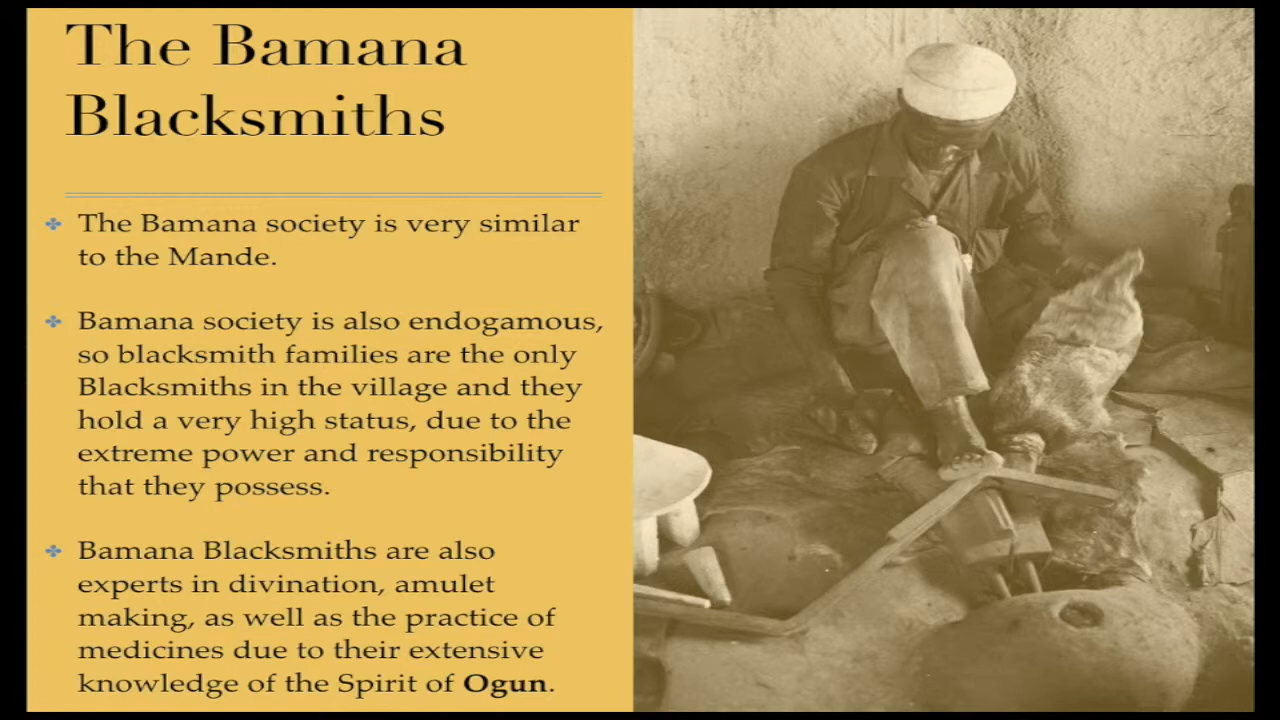 The Bamana
Blacksmiths
The Bamana society is very similar
to the Mande.
Bamana society is also endogamous,
so blacksmith families are the only
Blacksmiths in the village and they
hold a very high status, due to the
extreme power and responsibility
that they possess.
Bamana Blacksmiths are also
experts in divination, amulet
making, as well as the practice of
medicines due to their extensive
knowledge of the Spirit of Ogun.